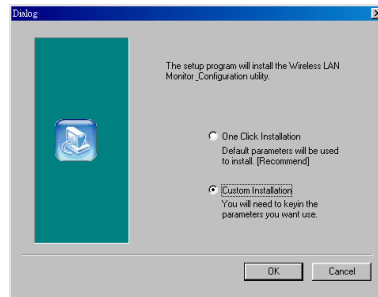 Dialog
The setup program will install the Wireless LAN
Monitor_Configuration utility.
One Click Installation
Default parameters will be used
to install. [Recommend]
Custom Installation
You will need to keyin the
parameters you want use.
OK
Cancel